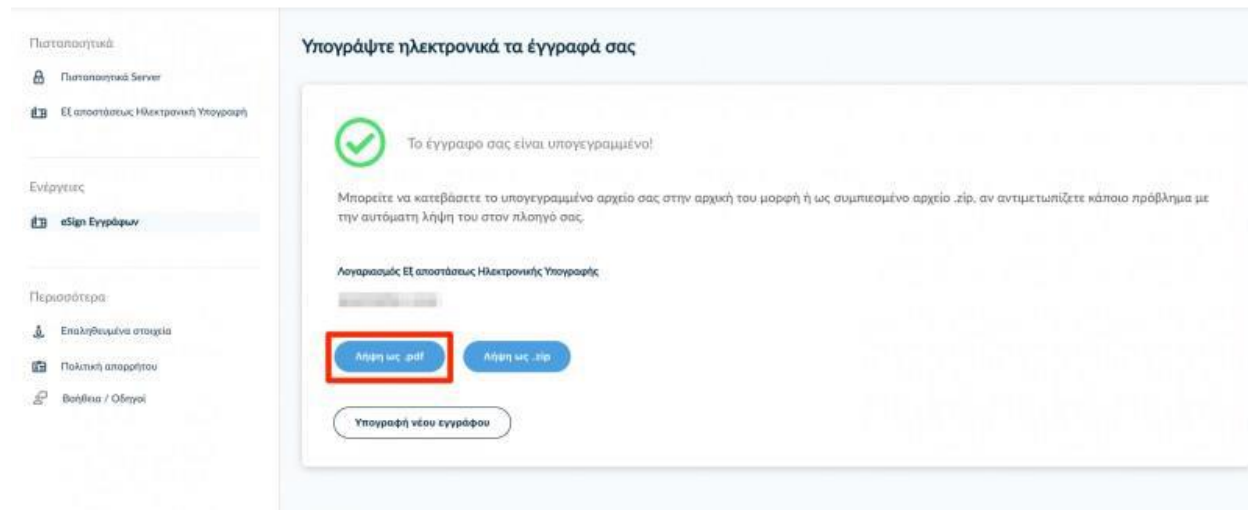 Πιστοποιητικά
Πιστοποιητικά Server
Εξ αποστάσεως Ηλεκτρονική Υπογραφή
Ενέργειες
eSign Εγγράφων
Περισσότερα
Επαληθευμένα στοιχεία
Πολιτική απορρήτου
Βοήθεια / Οδηγοί
Υπογράψτε ηλεκτρονικά τα έγγραφά σας
Το έγγραφο σας είναι υπογεγραμμένο!
Μπορείτε να κατεβάσετε το υπογεγραμμένο αρχείο σας στην αρχική του μορφή ή ως συμπιεσμένο αρχείο .zip, αν αντιμετωπίζετε κάποιο πρόβλημα με
την αυτόματη λήψη του στον πλοηγό σας.
Λογαριασμός Εξ αποστάσεως Ηλεκτρονικής Υπογραφής
Λήψη ως .pdf
Λήψη ως .zip
Υπογραφή νέου εγγράφου